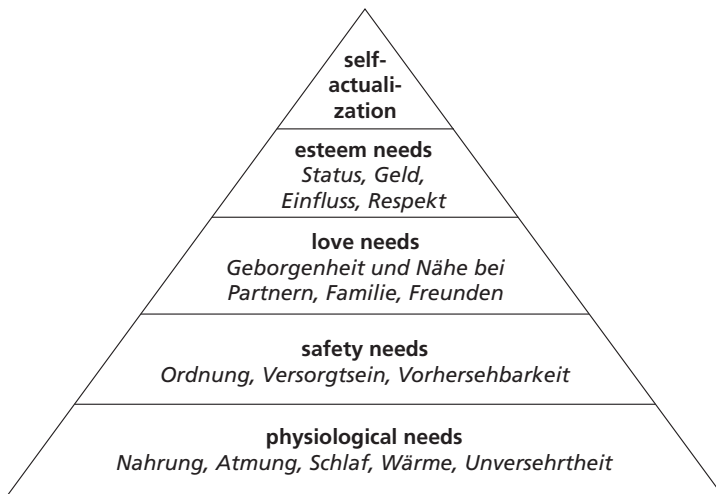 self-
actuali-
zation
esteem needs
Status, Geld,
Einfluss, Respekt
love needs
Geborgenheit und Nähe bei
Partnern, Familie, Freunden
safety needs
Ordnung, Versorgtsein, Vorhersehbarkeit
physiological needs
Nahrung, Atmung, Schlaf, Wärme, Unversehrtheit